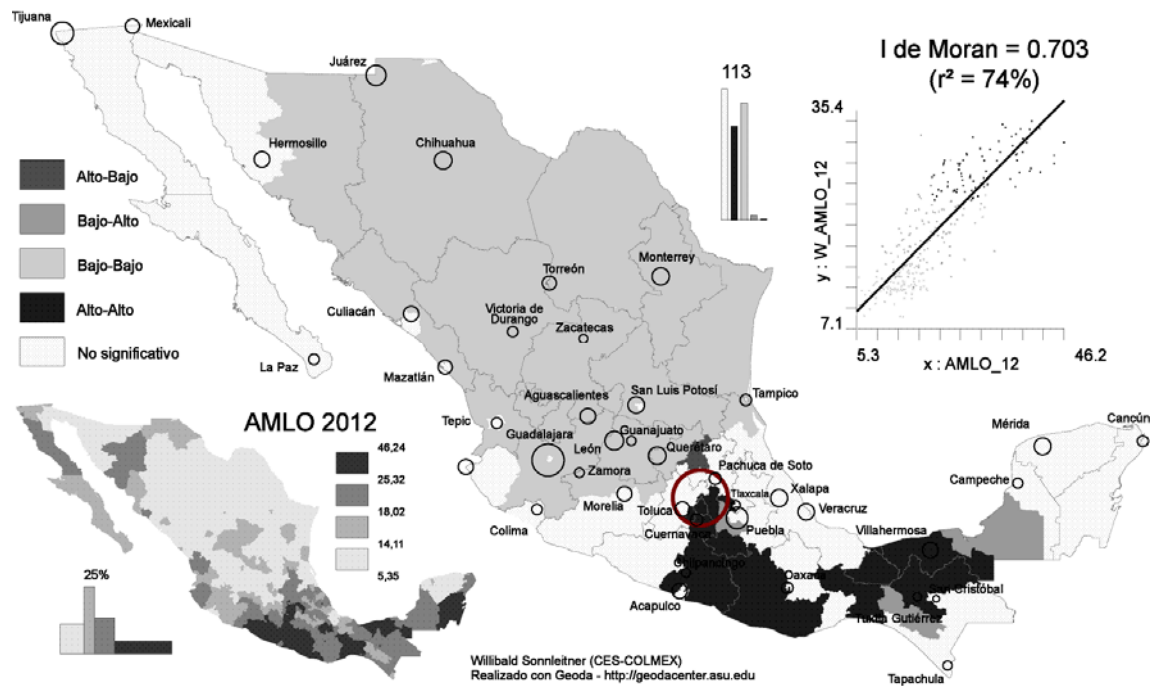 Tijuana
Mexicali
Juárez
Hermosillo
Chihuahua
113
I de Moran = 0.703
(r² = 74%)
35.4
y : W_AMLO_12
7.1
5.3
46.2
x : AMLO_12
Alto-Bajo
Bajo-Alto
Bajo-Bajo
Alto-Alto
No significativo
Torreón
Monterrey
Culiacán
Victoria de
Durango
Zacatecas
La Paz
Mazatlán
Aguascalientes
San Luis Potosí
Tampico
Tepic
Guadalajara
León
Guanajuato
Querétaro
Zamora
Pachuca de Soto
Mérida
Cancún
Campeche
Morelia
Toluca
Tlaxcala
Xalapa
Colima
Cuernavaca
Puebla
Veracruz
Villahermosa
Chilpancingo
Oaxaca
San Cristóbal
Acapulco
Tuxtla Gutiérrez
Tapachula
AMLO 2012
46,24
25,32
18,02
14,11
5,35
25%
Willibald Sonnleitner (CES-COLMEX)
Realizado con Geoda - http://geodacenter.asu.edu